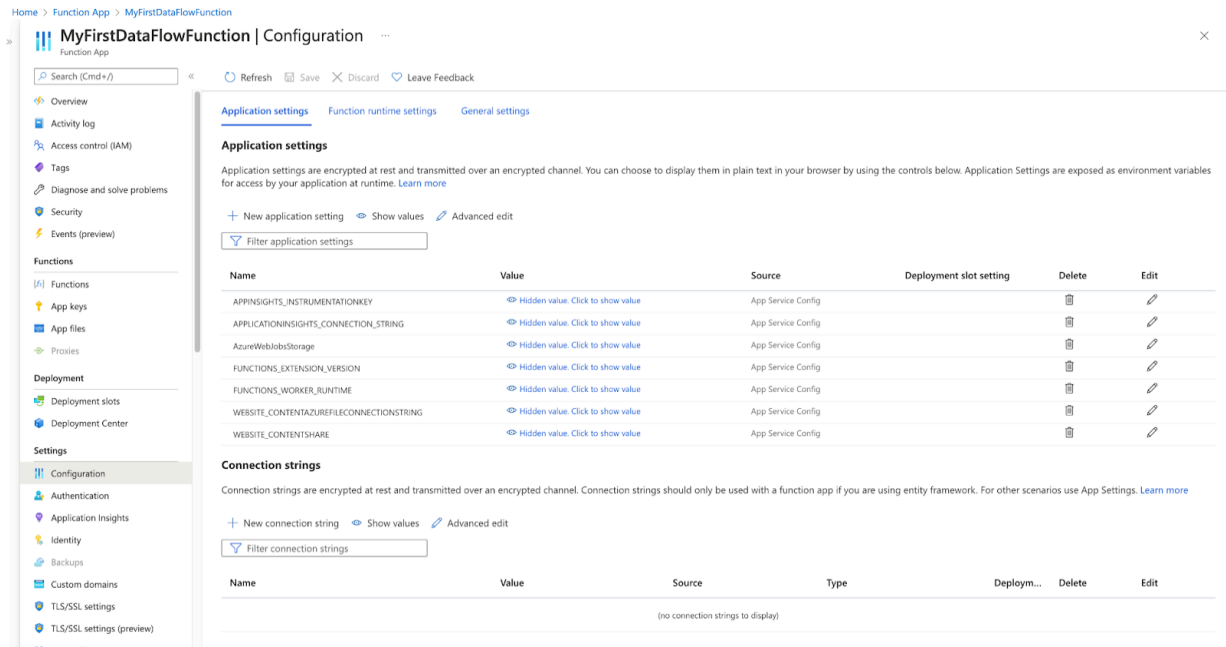 Home > Function App > MyFirstDataFlowFunction
»
MyFirstDataFlowFunction | Configuration ...
Function App
Search (Cmd+/)
«
Overview
Activity log
Access control (IAM)
Tags
Diagnose and solve problems
Security
Events (preview)
Functions
Functions
App keys
App files
Proxies
Deployment
Deployment slots
Deployment Center
Settings
Configuration
Authentication
Application Insights
Identity
Backups
Custom domains
TLS/SSL settings
TLS/SSL settings (preview)
Refresh Save Discard Leave Feedback
Application settings Function runtime settings General settings
Application settings
Application settings are encrypted at rest and transmitted over an encrypted channel. You can choose to display them in plain text in your browser by using the controls below. Application Settings are exposed as environment variables
for access by your application at runtime. Learn more
New application setting Show values Advanced edit
Filter application settings
Name Value Source Deployment slot setting Delete Edit
APPINSIGHTS_INSTRUMENTATIONKEY Hidden value. Click to show value App Service Config
APPLICATIONINSIGHTS_CONNECTION_STRING Hidden value. Click to show value App Service Config
AzureWebJobsStorage Hidden value. Click to show value App Service Config
FUNCTIONS_EXTENSION_VERSION Hidden value. Click to show value App Service Config
FUNCTIONS_WORKER_RUNTIME Hidden value. Click to show value App Service Config
WEBSITE_CONTENTAZUREFILECONNECTIONSTRING Hidden value. Click to show value App Service Config
WEBSITE_CONTENTSHARE Hidden value. Click to show value App Service Config
Connection strings
Connection strings are encrypted at rest and transmitted over an encrypted channel. Connection strings should only be used with a function app if you are using entity framework. For other scenarios use App Settings. Learn more
New connection string Show values Advanced edit
Filter connection strings
Name Value Source Type Deploym... Delete Edit
(no connection strings to display)